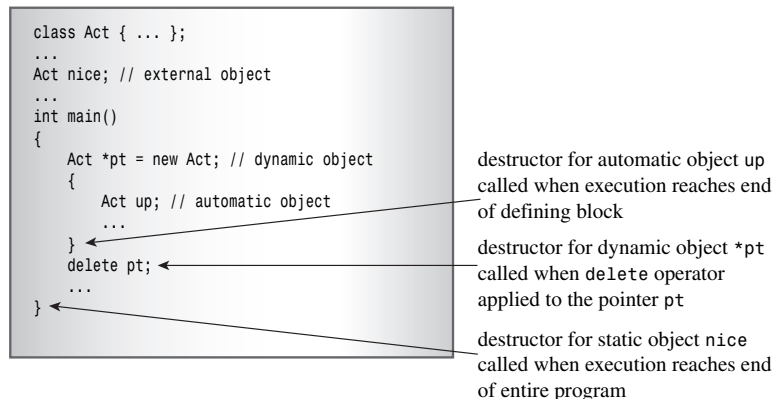 class Act { ... };
...
Act nice; // external object
...
int main()
{
    Act *pt = new Act; // dynamic object
    {
        Act up; // automatic object
        ...
    }
    delete pt;
    ...
}
destructor for automatic object up
called when execution reaches end
of defining block
destructor for dynamic object *pt
called when delete operator
applied to the pointer pt
destructor for static object nice
called when execution reaches end
of entire program